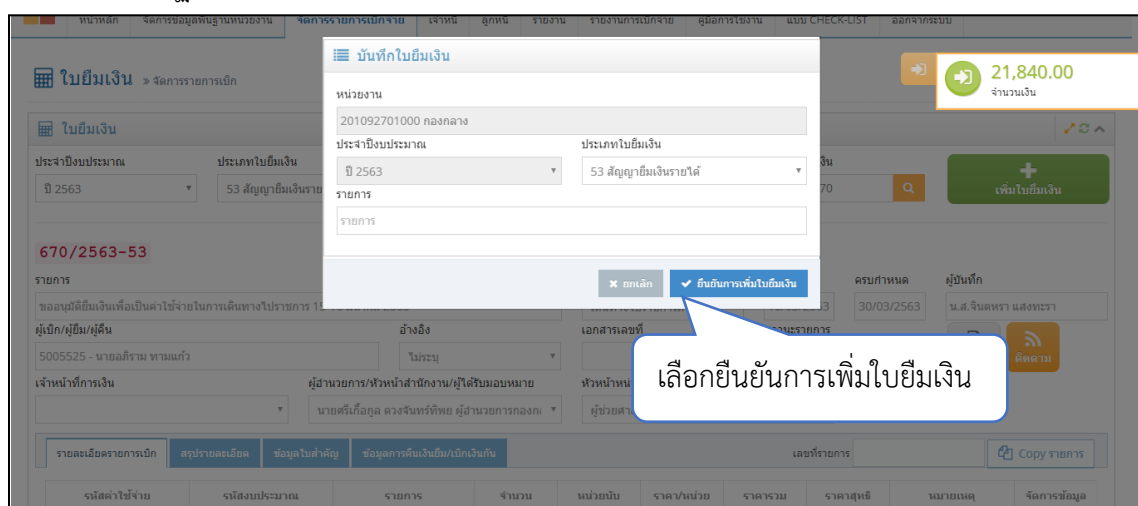 หน้าหลัก จัดการข้อมูลพื้นฐานหน่วยงาน จัดการรายการเบิกจ่าย เจ้าหนี้ ลูกหนี้ รายงาน รายงานการเบิกจ่าย คู่มือการใช้งาน แบบ CHECK-LIST ออกจากระบบ
บันทึกใบยืมเงิน
ใบยืมเงิน » จัดการรายการเบิก
21,840.00
จำนวนเงิน
หน่วยงาน
201092701000 กองกลาง
ใบยืมเงิน
ประจำปีงบประมาณ ประเภทใบยืมเงิน
ประจำปีงบประมาณ ประเภทใบยืมเงิน งิน
ปี 2563 53 สัญญายืมเงินรายได้
ปี 2563 53 สัญญายืมเงินราย 70 เพิ่มใบยืมเงิน
รายการ
รายการ
670/2563-53
ยกเลิก ยืนยันการเพิ่มใบยืมเงิน
รายการ ครบกำหนด ผู้บันทึก
ขออนุมัติยืมเงินเพื่อเป็นค่าใช้จ่ายในการเดินทางไปราชการ 30/03/2563 น.ส.จินตหรา แสงทะรา
ผู้เบิก/ผู้ยืม/ผู้คืน อ้างอิง เอกสารเลขที่
5005525 - นายอภิราม ทามแก้ว ไม่ระบุ ติดตาม
เลือกยืนยันการเพิ่มใบยืมเงิน
เจ้าหน้าที่การเงิน ผู้อำนวยการ/หัวหน้าสำนักงาน/ผู้ได้รับมอบหมาย หัวหน้าหน่
นายศรีเกื้อกูล ดวงจันทร์ทิพย์ ผู้อำนวยการกองก ผู้ช่วยศา
รายละเอียดรายการเบิก สรุปรายละเอียด ข้อมูลใบสำคัญ ข้อมูลการคืนเงินยืม/เบิกเงินกัน เลขที่รายการ Copy รายการ
รหัสค่าใช้จ่าย รหัสงบประมาณ รายการ จำนวน หน่วยนับ ราคา/หน่วย ราคารวม ราคาสุทธิ หมายเหตุ จัดการข้อมูล